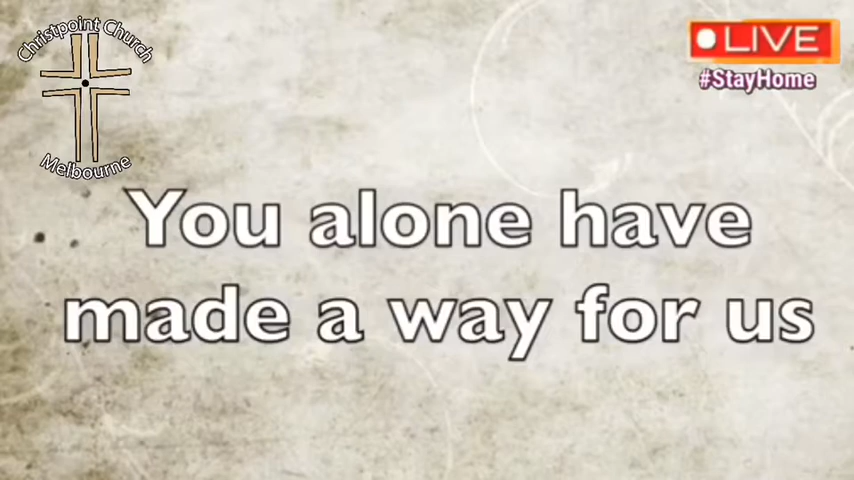 Christpoint Church
Melbourne
LIVE
#StayHome
You alone have
made a way for us